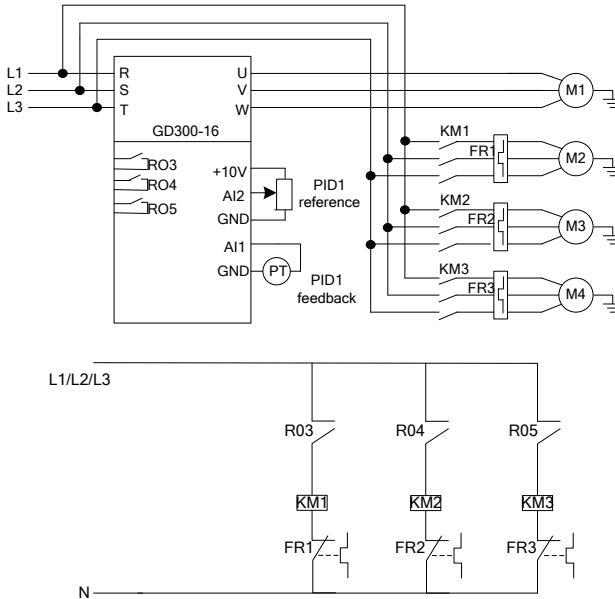 L1
R
U
M1
L2
S
V
L3
T
W
GD300-16
KM1
FR1
M2
RO3
+10V
RO4
AI2
PID1
reference
RO5
GND
KM2
FR2
M3
AI1
GND
PT
PID1
feedback
KM3
FR3
M4
L1/L2/L3
R03
R04
R05
KM1
KM2
KM3
FR1
FR2
FR3
N